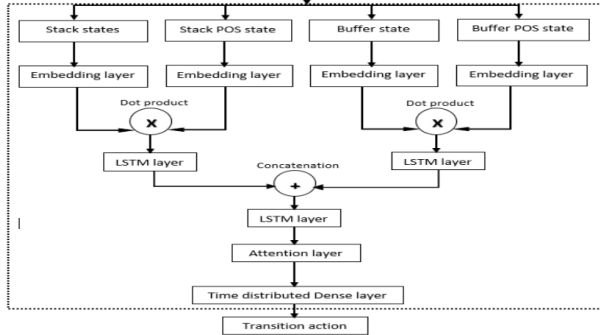 Stack states
Stack POS state
Buffer state
Buffer POS state
Embedding layer
Embedding layer
Embedding layer
Embedding layer
Dot product
Dot product
X
X
LSTM layer
LSTM layer
Concatenation
+
LSTM layer
Attention layer
Time distributed Dense layer
Transition action